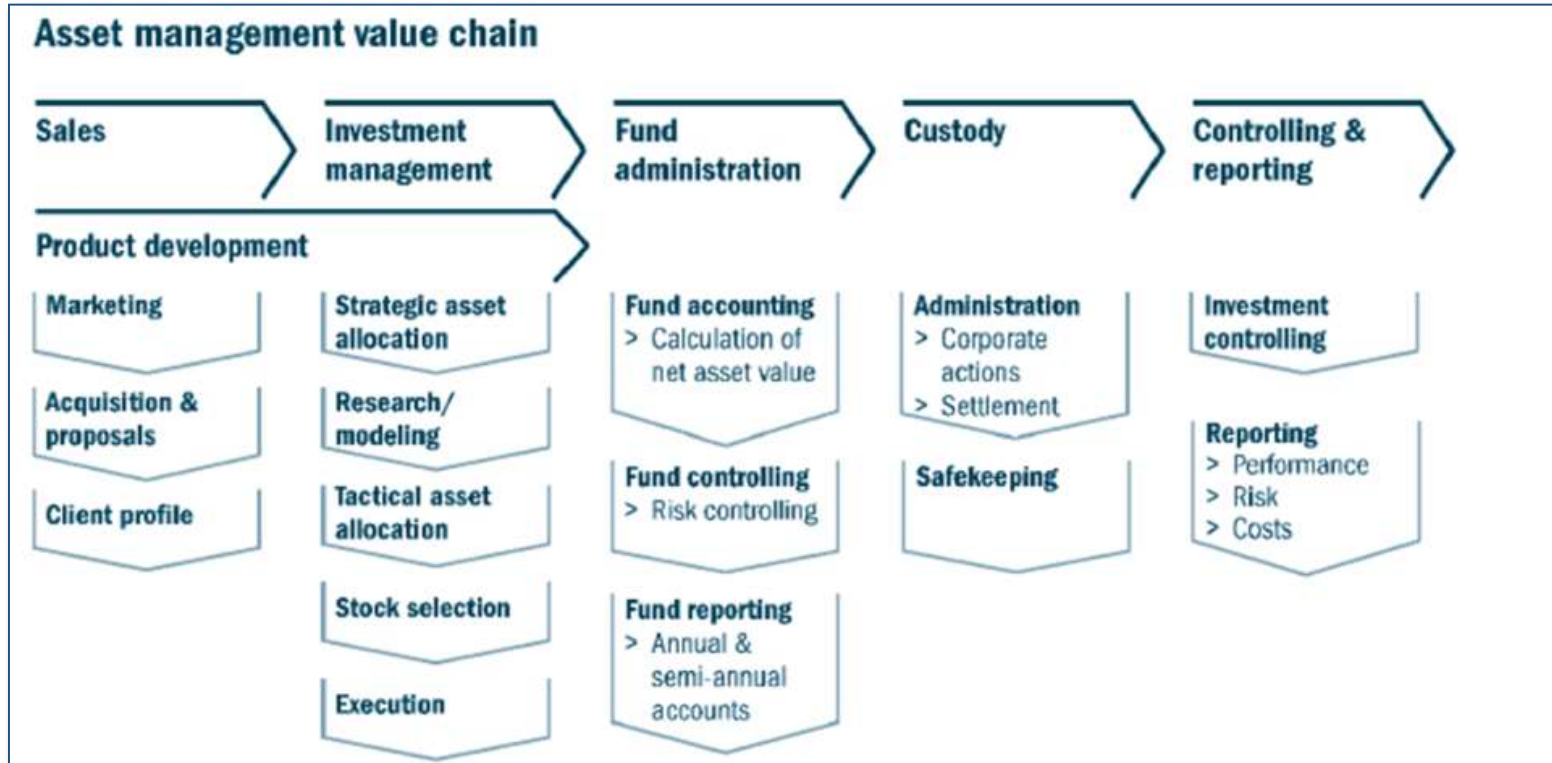 Asset management value chain
Sales
Investment
management
Fund
administration
Custody
Controlling &
reporting
Product development
Marketing
Acquisition &
proposals
Client profile
Strategic asset
allocation
Research/
modeling
Tactical asset
allocation
Stock selection
Execution
Fund accounting
> Calculation of
net asset value
Fund controlling
> Risk controlling
Fund reporting
> Annual &
semi-annual
accounts
Administration
> Corporate
actions
> Settlement
Safekeeping
Investment
controlling
Reporting
> Performance
> Risk
> Costs